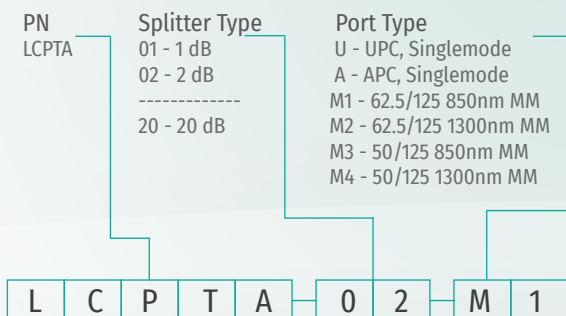 PN
LCPTA
Splitter Type
01 - 1 dB
02 - 2 dB
-------------
20 - 20 dB
Port Type
U - UPC, Singlemode
A - APC, Singlemode
M1 - 62.5/125 850nm MM
M2 - 62.5/125 1300nm MM
M3 - 50/125 850nm MM
M4 - 50/125 1300nm MM
L C P T A - 0 2 - M 1